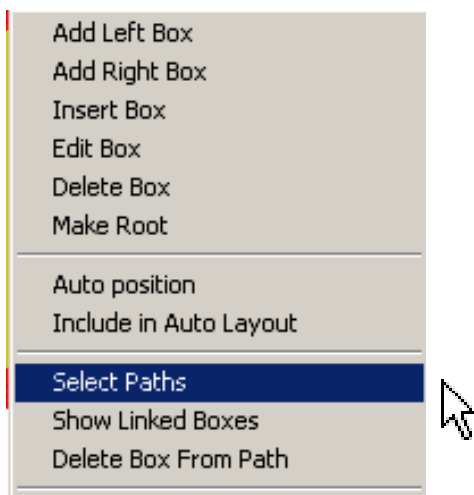 Add Left Box
Add Right Box
Insert Box
Edit Box
Delete Box
Make Root
Auto position
Include in Auto Layout
Select Paths
Show Linked Boxes
Delete Box From Path